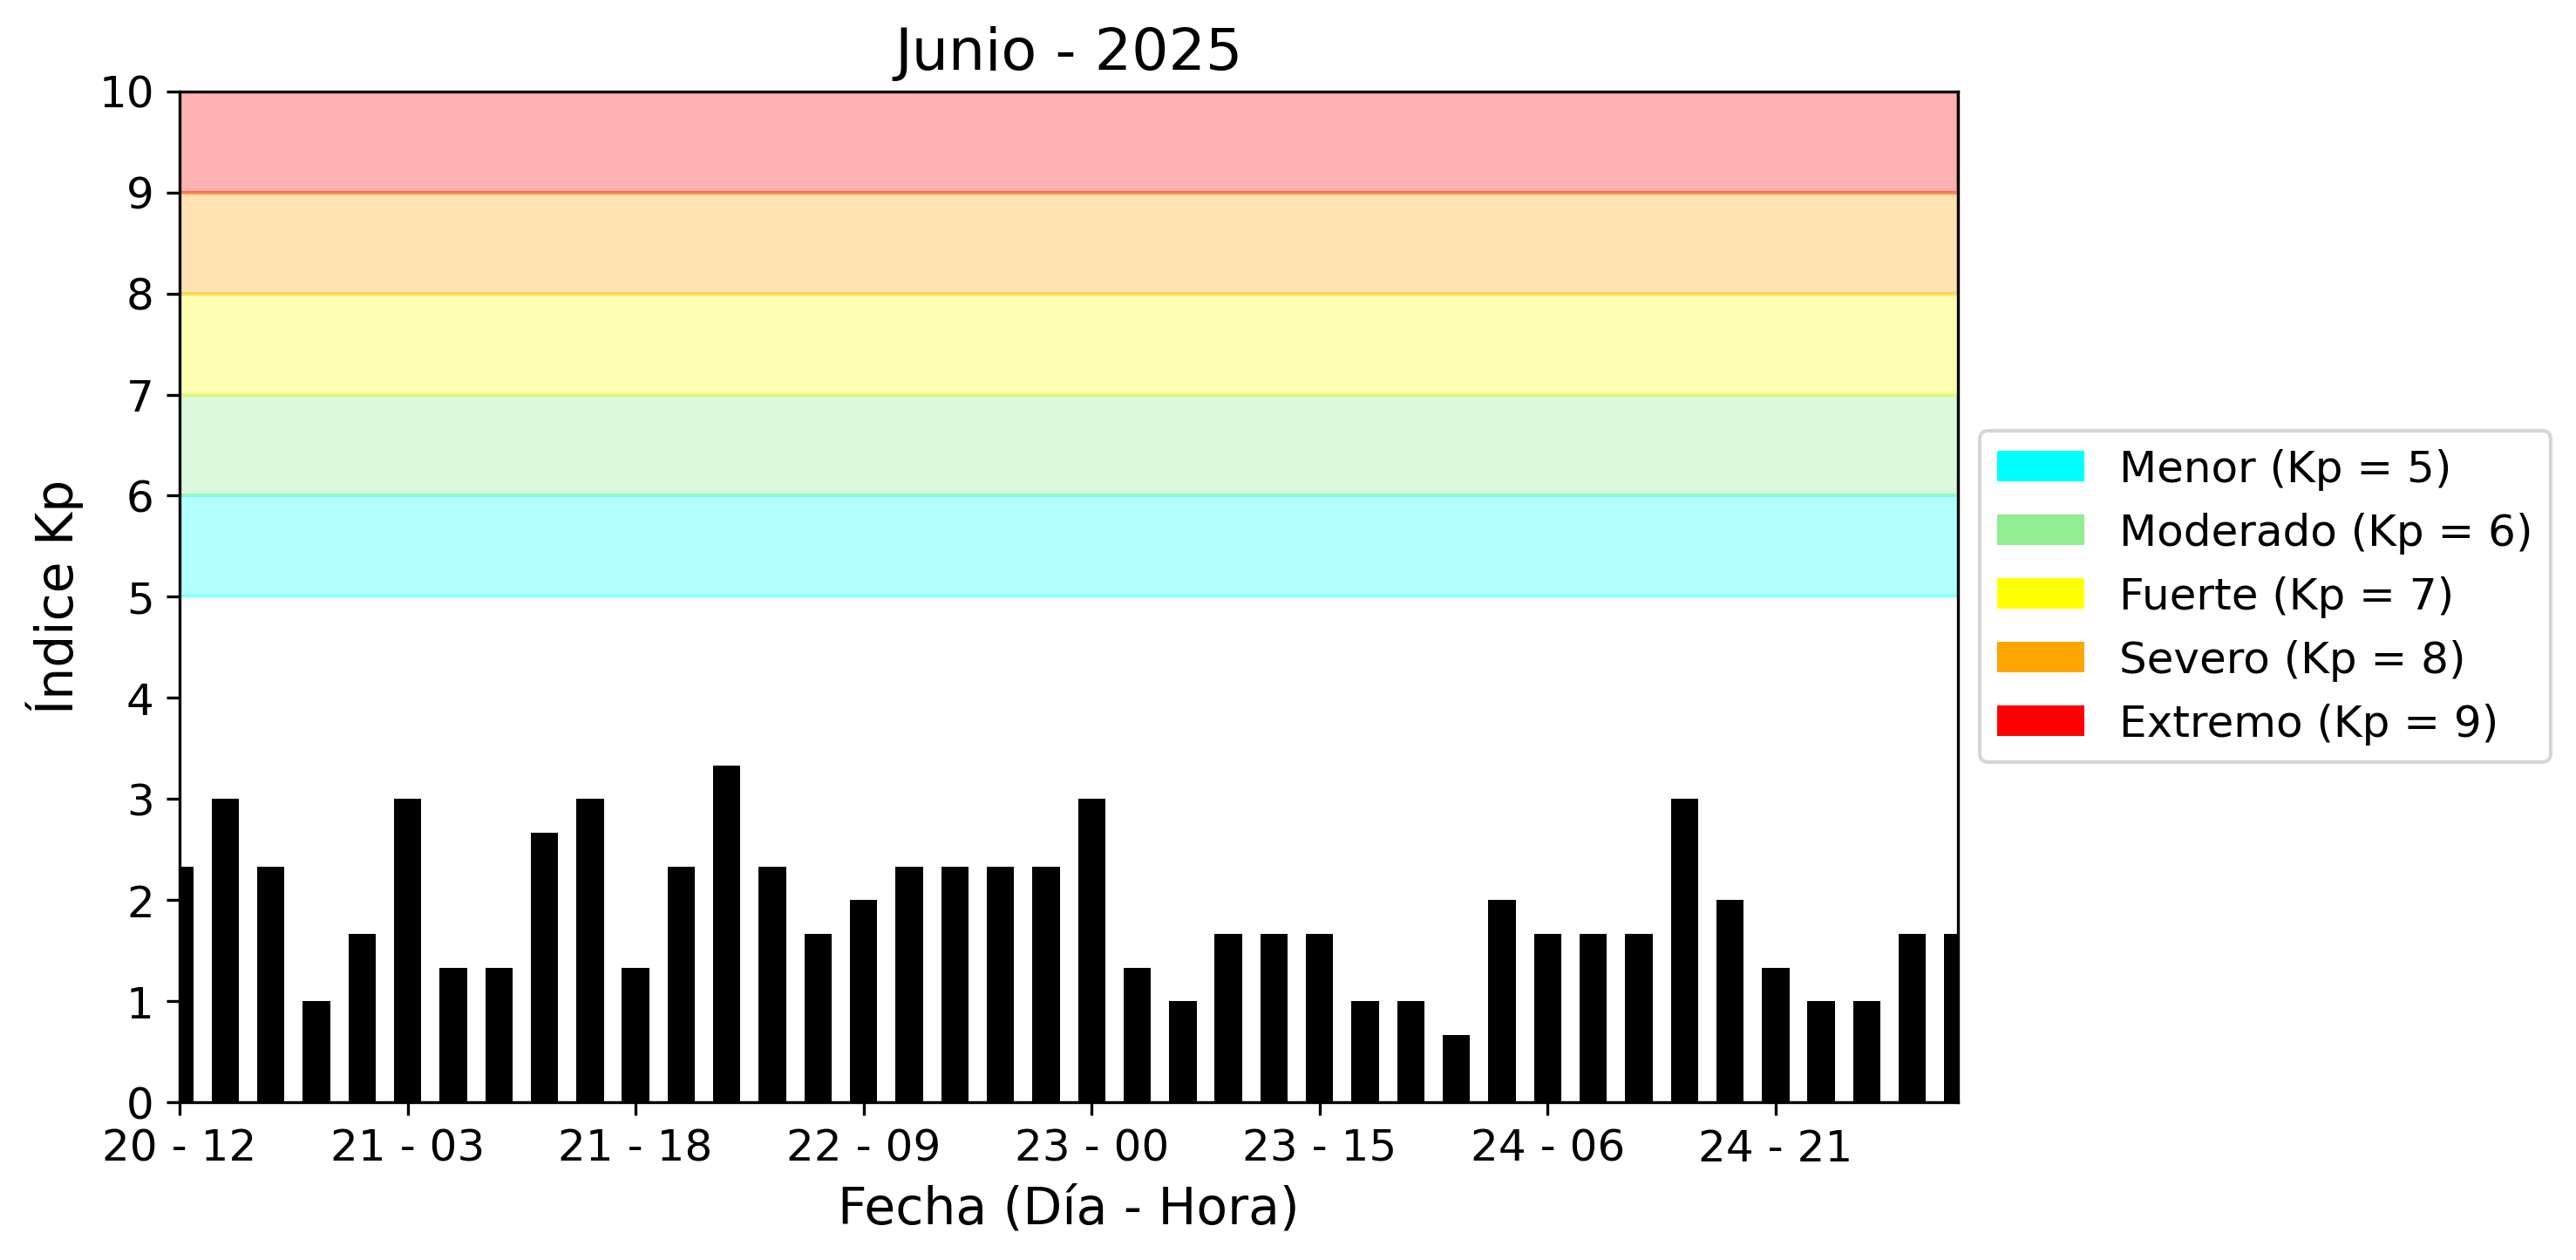 Junio - 2025
10
9
8
7
6
5
4
3
2
1
0
Índice Kp
20 - 12 21 - 03 21 - 18 22 - 09 23 - 00 23 - 15 24 - 06 24 - 21
Fecha (Día - Hora)
Menor (Kp = 5)
Moderado (Kp = 6)
Fuerte (Kp = 7)
Severo (Kp = 8)
Extremo (Kp = 9)